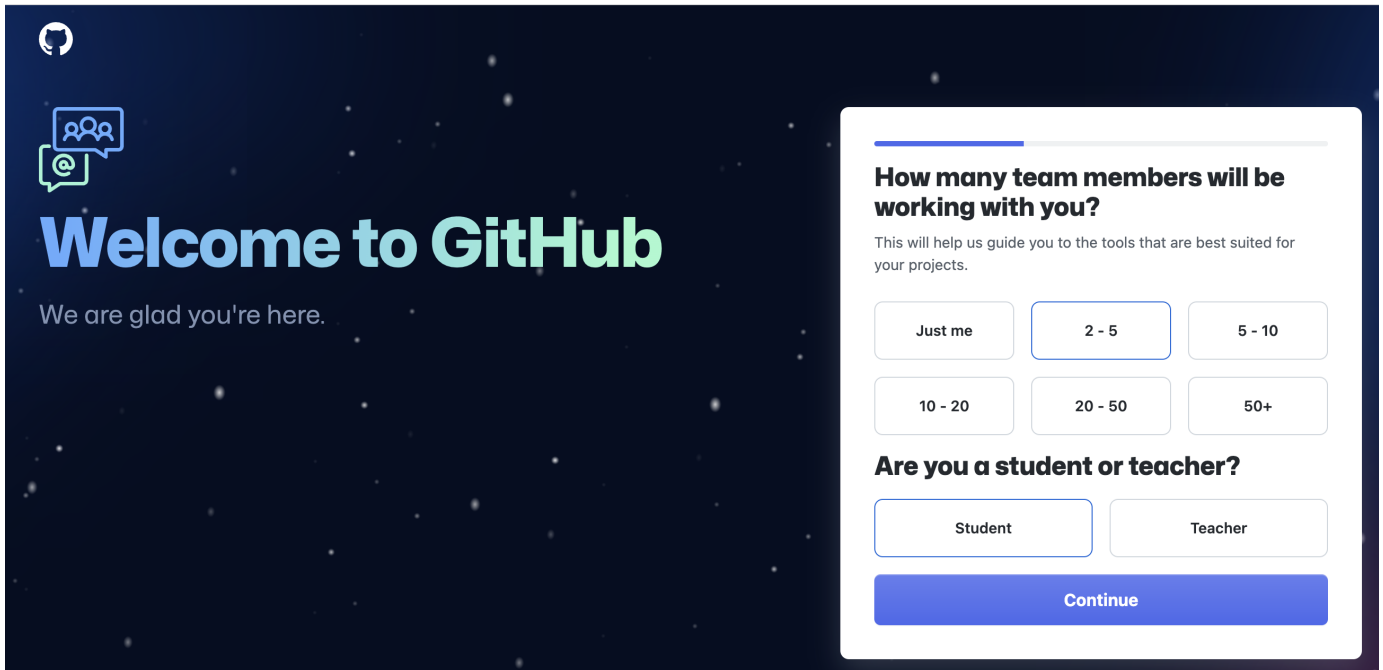 @
Welcome to GitHub
We are glad you're here.
How many team members will be
working with you?
This will help us guide you to the tools that are best suited for
your projects.
Just me
2 - 5
5 - 10
10 - 20
20 - 50
50+
Are you a student or teacher?
Student
Teacher
Continue